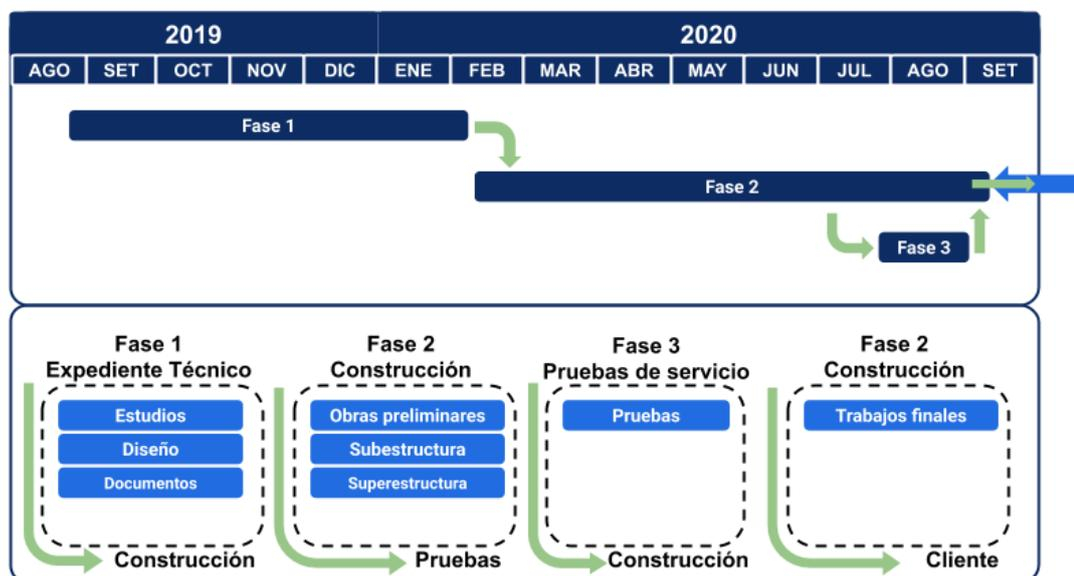 2019 2020
AGO SET OCT NOV DIC ENE FEB MAR ABR MAY JUN JUL AGO SET
Fase 1
Fase 2
Fase 3
Fase 1
Expediente Técnico
Estudios
Diseño
Documentos
Construcción
Fase 2
Construcción
Obras preliminares
Subestructura
Superestructura
Pruebas
Fase 3
Pruebas de servicio
Pruebas
Construcción
Fase 2
Construcción
Trabajos finales
Cliente